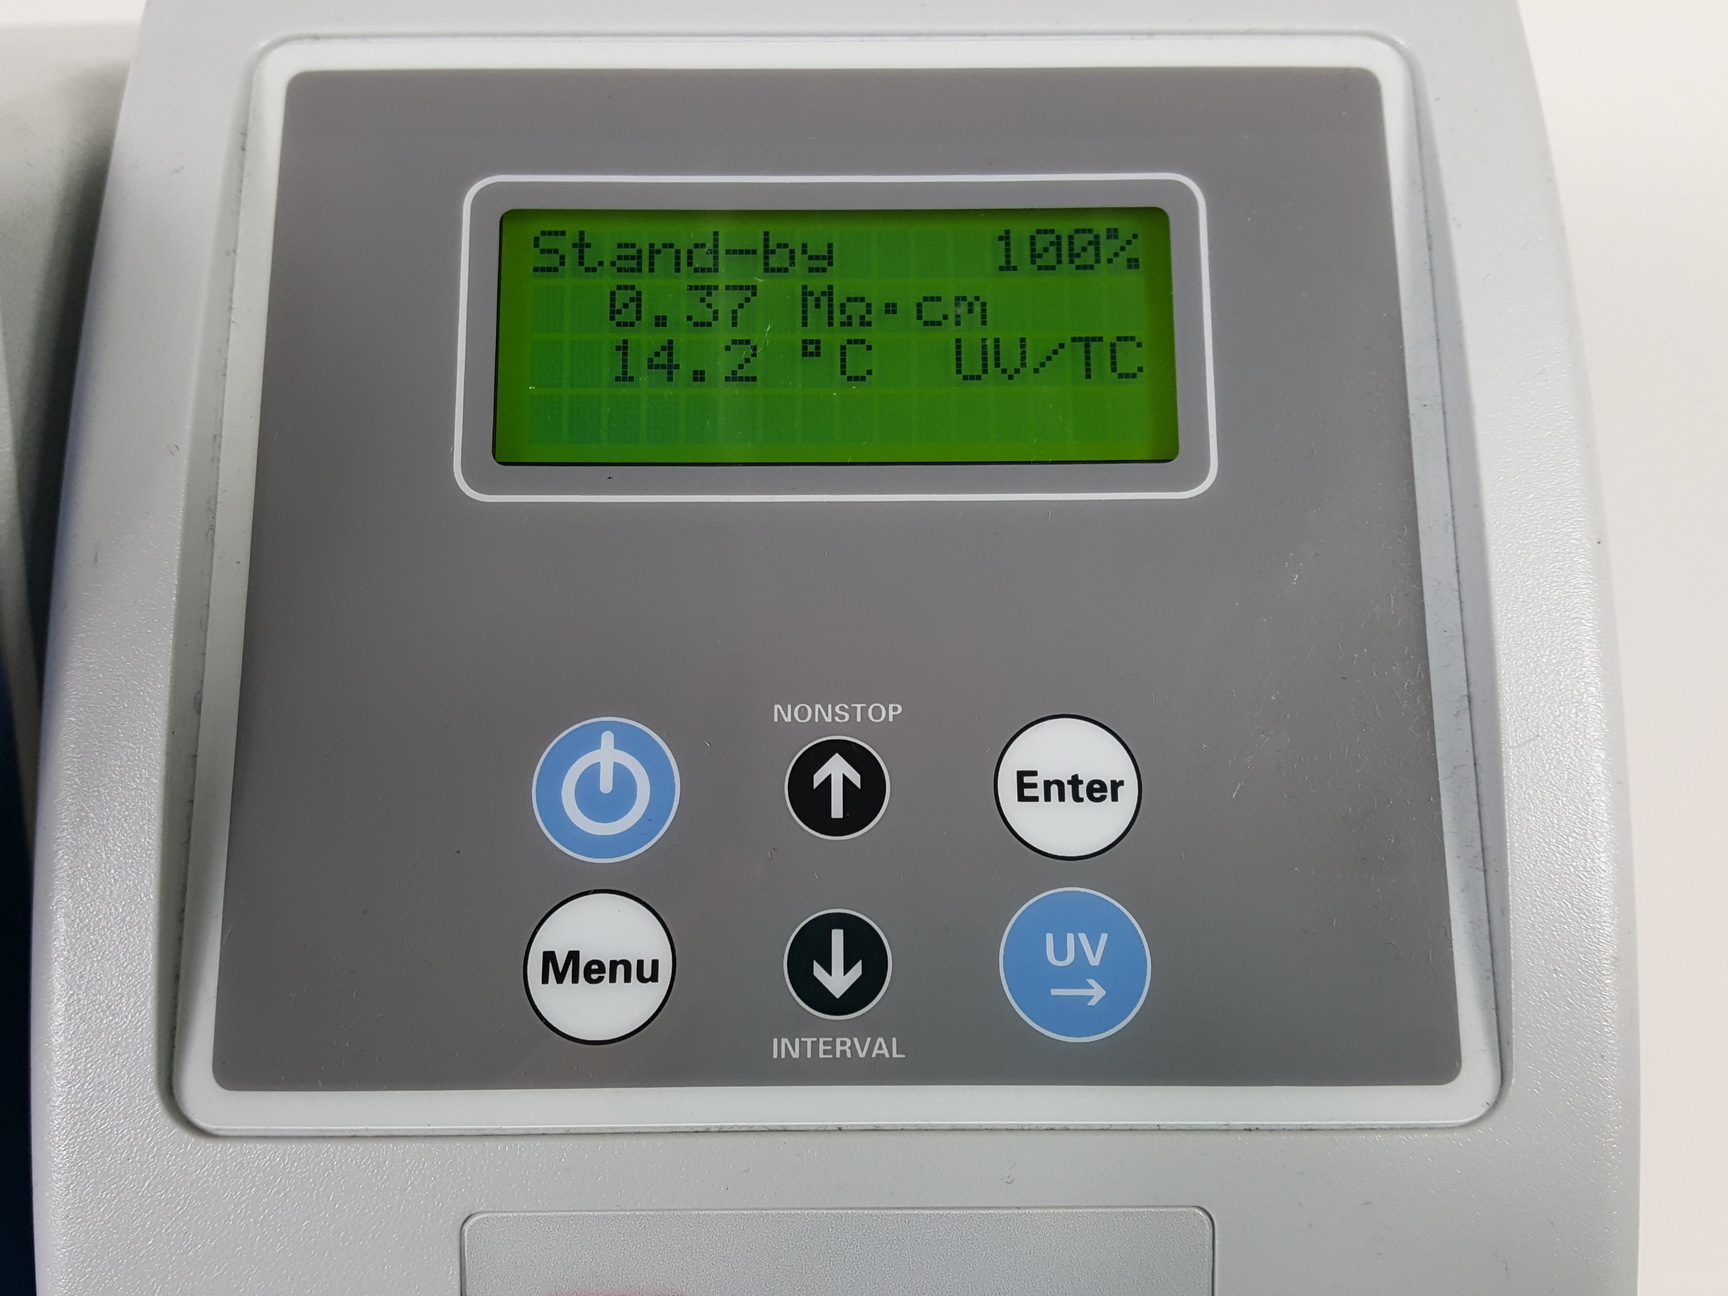 Stand-by 100%
0.37 MΩ·cm
14.2 °C UV/TC
NONSTOP
Enter
Menu
UV
INTERVAL